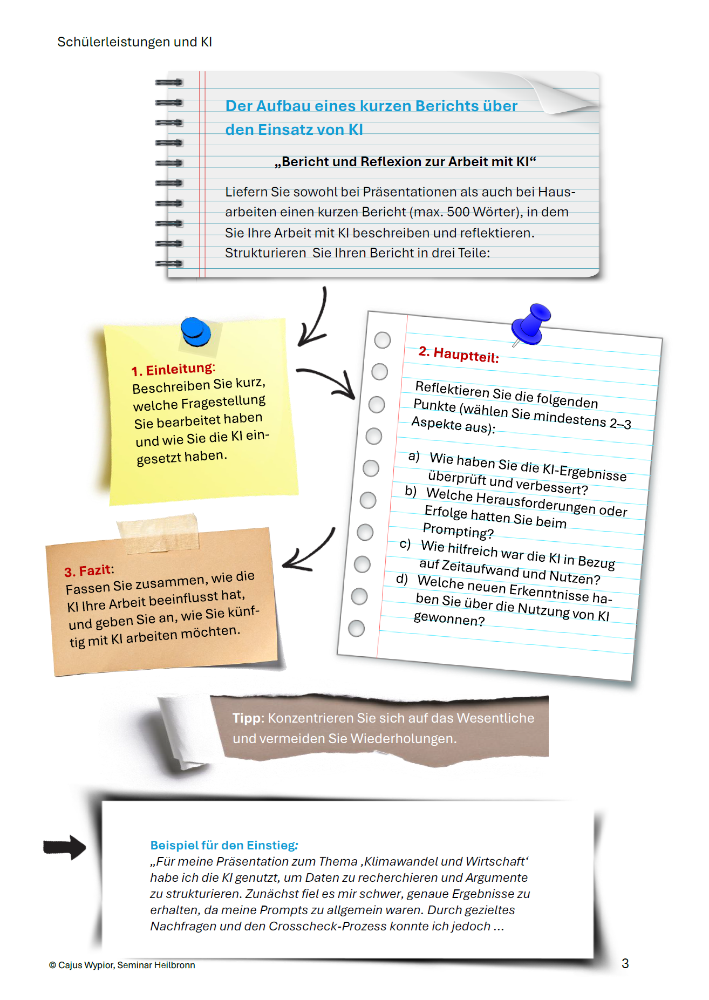 Schülerleistungen und KI
Der Aufbau eines kurzen Berichts über
den Einsatz von KI
„Bericht und Reflexion zur Arbeit mit KI“
Liefern Sie sowohl bei Präsentationen als auch bei Haus-
arbeiten einen kurzen Bericht (max. 500 Wörter), in dem
Sie Ihre Arbeit mit KI beschreiben und reflektieren.
Strukturieren  Sie Ihren Bericht in drei Teile:
1. Einleitung:
Beschreiben Sie kurz,
welche Fragestellung
Sie bearbeitet haben
und wie Sie die KI ein-
gesetzt haben.
2. Hauptteil:
Reflektieren Sie die folgenden
Punkte (wählen Sie mindestens 2–3
Aspekte aus):
a) Wie haben Sie die KI-Ergebnisse
überprüft und verbessert?
b) Welche Herausforderungen oder
Erfolge hatten Sie beim
Prompting?
c) Wie hilfreich war die KI in Bezug
auf Zeitaufwand und Nutzen?
d) Welche neuen Erkenntnisse ha-
ben Sie über die Nutzung von KI
gewonnen?
3. Fazit:
Fassen Sie zusammen, wie die
KI Ihre Arbeit beeinflusst hat,
und geben Sie an, wie Sie künf-
tig mit KI arbeiten möchten.
Tipp: Konzentrieren Sie sich auf das Wesentliche
und vermeiden Sie Wiederholungen.
Beispiel für den Einstieg:
„Für meine Präsentation zum Thema ‚Klimawandel und Wirtschaft‘
habe ich die KI genutzt, um Daten zu recherchieren und Argumente
zu strukturieren. Zunächst fiel es mir schwer, genaue Ergebnisse zu
erhalten, da meine Prompts zu allgemein waren. Durch gezieltes
Nachfragen und den Crosscheck-Prozess konnte ich jedoch ...
© Cajus Wypior, Seminar Heilbronn
3